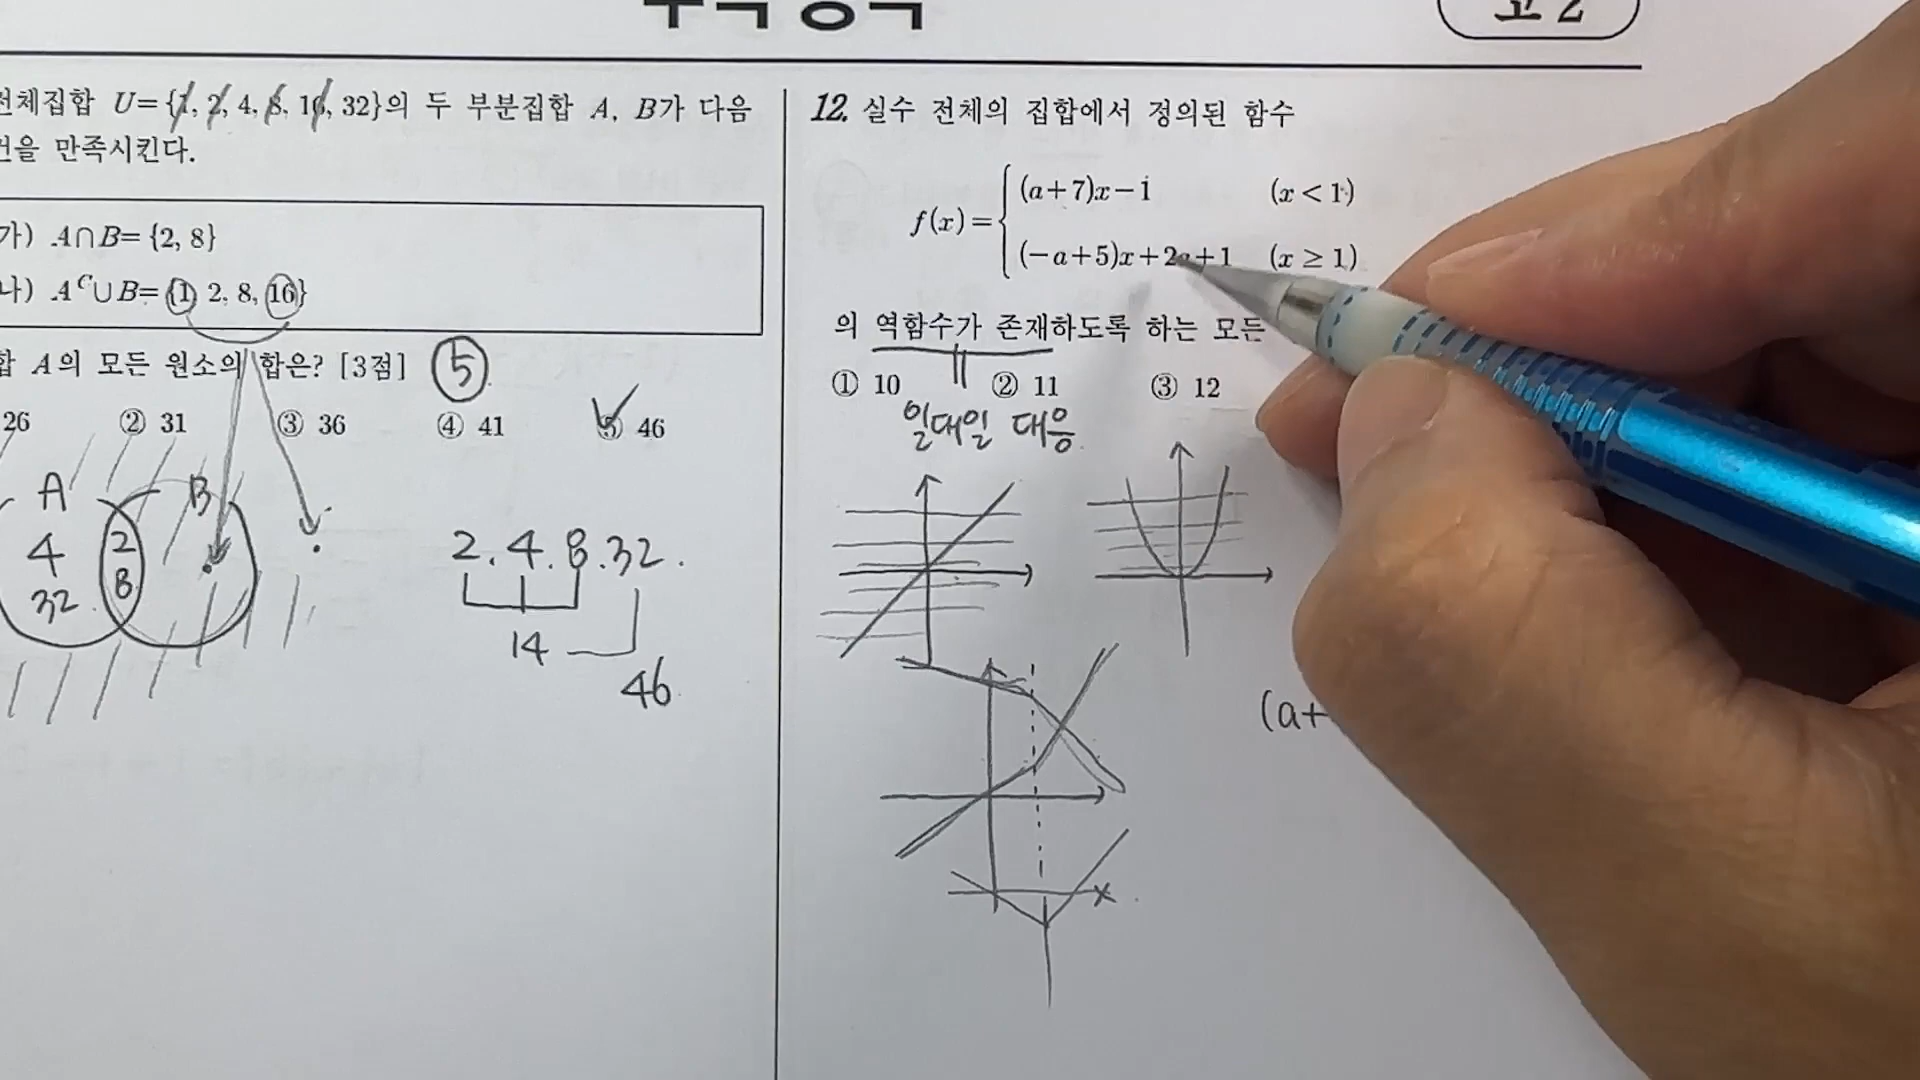 고 2
전체집합 U={1, 2, 4, 8, 16, 32}의 두 부분집합 A, B가 다음
건을 만족시킨다.
가) A∩B={2, 8}
나) A^C∪B={1, 2, 8, 16}
합 A의 모든 원소의 합은? [3점] ⑤
26 ② 31 ③ 36 ④ 41 ⑤ 46
A B
4 2
32 8
2. 4. 8. 32.
14
46
12. 실수 전체의 집합에서 정의된 함수
f(x)={(a+7)x-1 (x < 1)
(-a+5)x+2a+1 (x ≥ 1)
의 역함수가 존재하도록 하는 모든
① 10 ② 11 ③ 12
일대일 대응
(a+
x